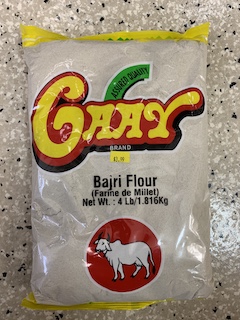 ASSURED QUALITY
GAAY
BRAND
Bajri Flour
(Farine de Millet)
Net Wt. : 4 Lb/1.816Kg